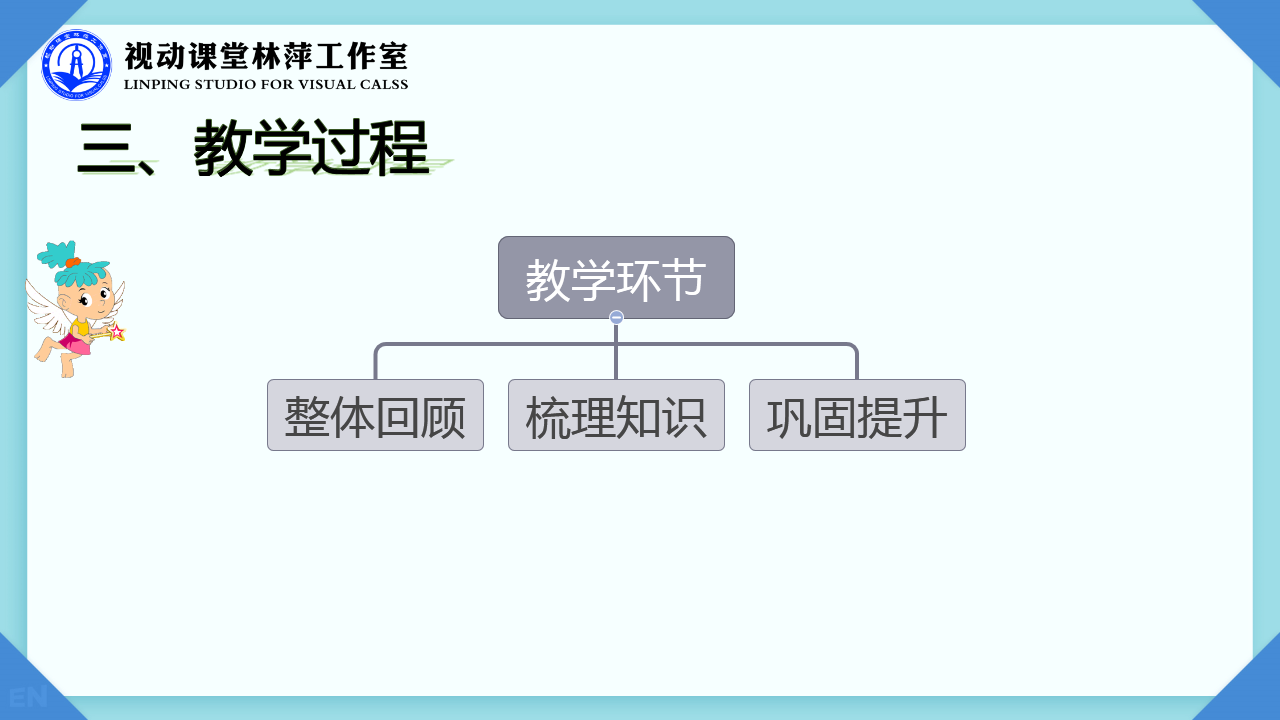 视动课堂林萍工作室
LINPING STUDIO FOR VISUAL CALSS
三、教学过程
教学环节
整体回顾
梳理知识
巩固提升
EN